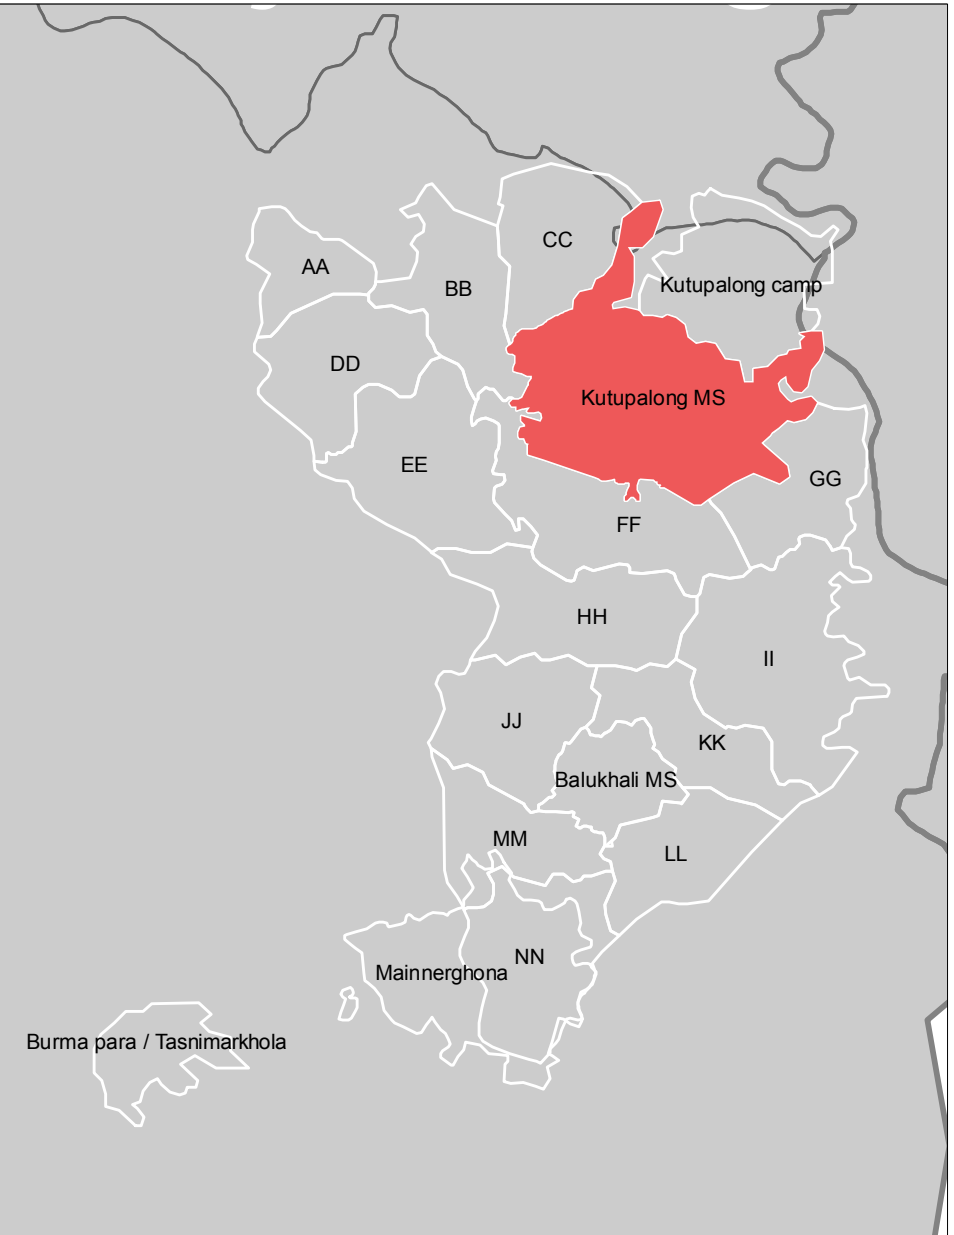 CC
AA
Kutupalong camp
BB
DD
Kutupalong MS
EE
GG
FF
HH
II
JJ
KK
Balukhali MS
MM
LL
NN
Mainnerghona
Burma para / Tasnimarkhola